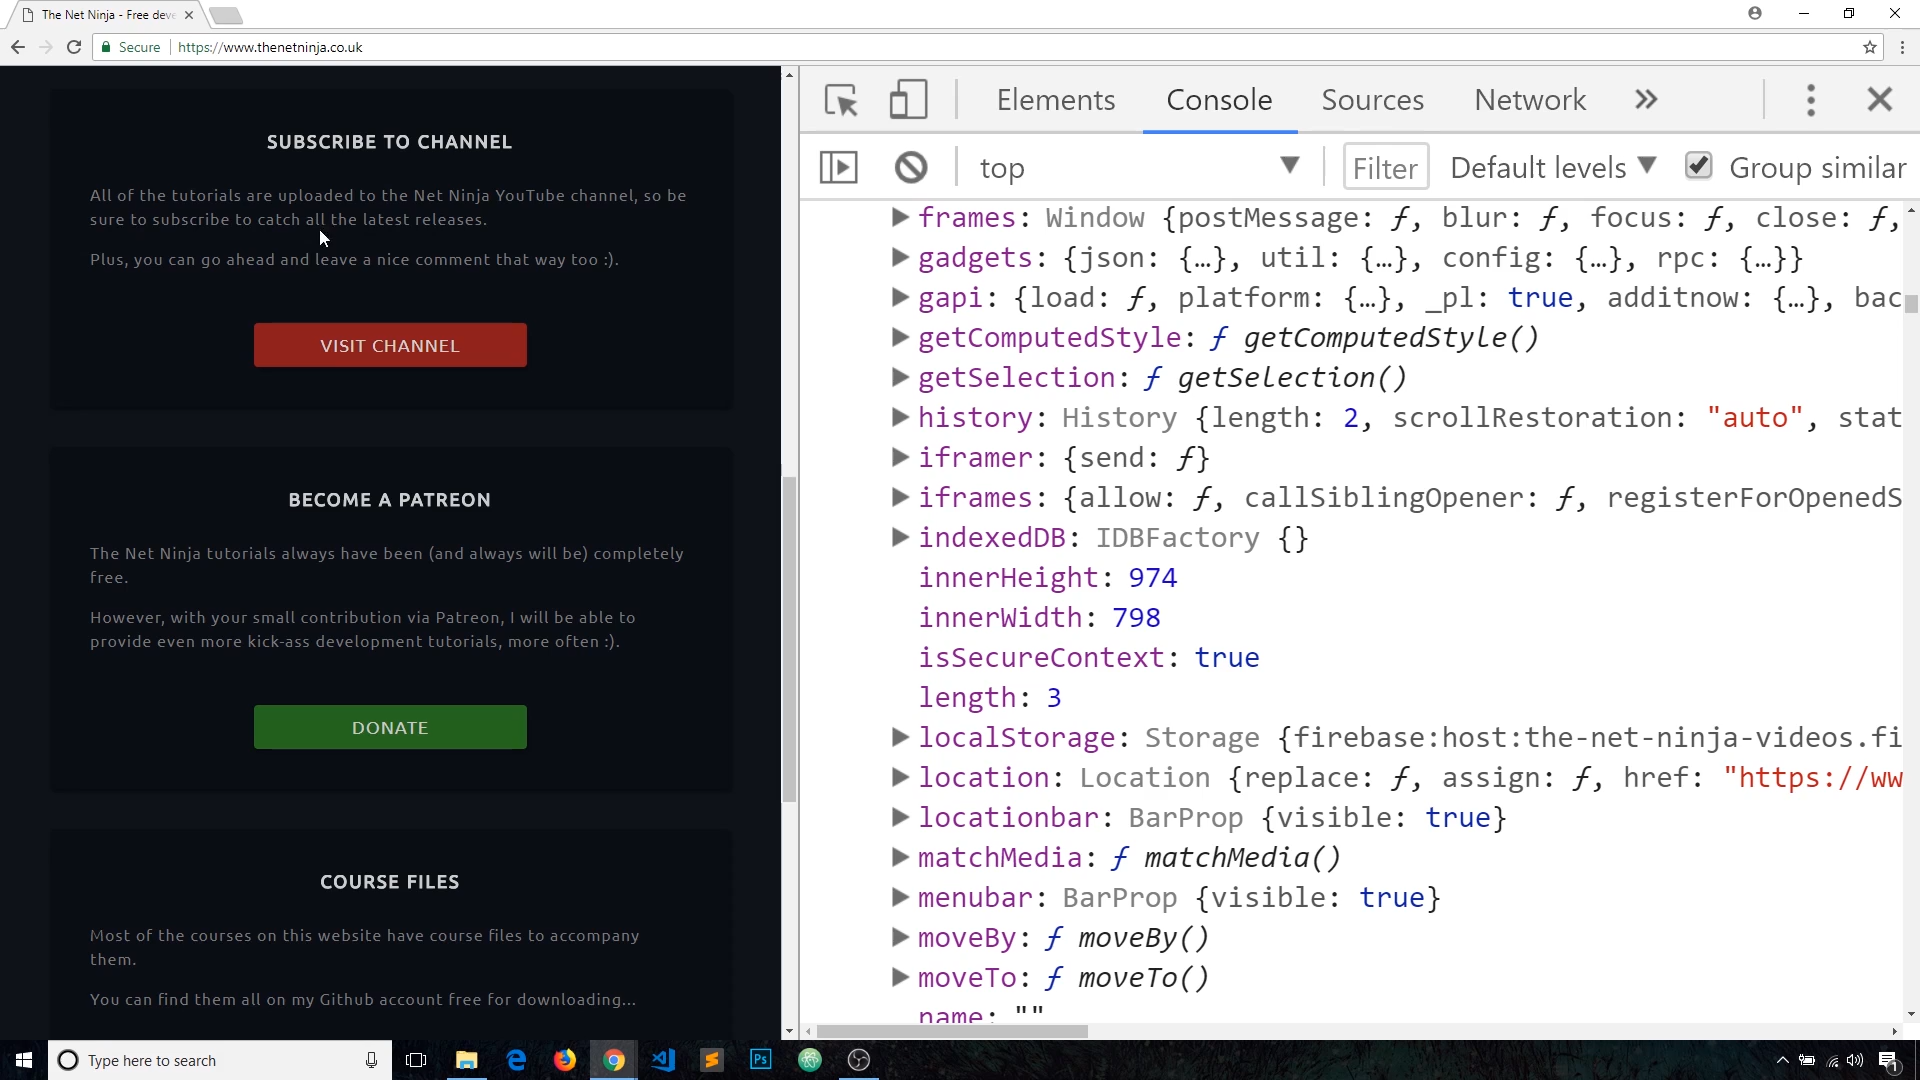 The Net Ninja - Free deve
Secure
https://www.thenetninja.co.uk
SUBSCRIBE TO CHANNEL
All of the tutorials are uploaded to the Net Ninja YouTube channel, so be
sure to subscribe to catch all the latest releases.
Plus, you can go ahead and leave a nice comment that way too :).
VISIT CHANNEL
BECOME A PATREON
The Net Ninja tutorials always have been (and always will be) completely
free.
However, with your small contribution via Patreon, I will be able to
provide even more kick-ass development tutorials, more often :).
DONATE
COURSE FILES
Most of the courses on this website have course files to accompany
them.
You can find them all on my Github account free for downloading...
Elements Console Sources Network »
top Filter Default levels Group similar
frames: Window {postMessage: ƒ, blur: ƒ, focus: ƒ, close: ƒ,
gadgets: {json: {…}, util: {…}, config: {…}, rpc: {…}}
gapi: {load: ƒ, platform: {…}, _pl: true, additnow: {…}, bac
getComputedStyle: ƒ getComputedStyle()
getSelection: ƒ getSelection()
history: History {length: 2, scrollRestoration: "auto", stat
iframer: {send: ƒ}
iframes: {allow: ƒ, callSiblingOpener: ƒ, registerForOpenedS
indexedDB: IDBFactory {}
innerHeight: 974
innerWidth: 798
isSecureContext: true
length: 3
localStorage: Storage {firebase:host:the-net-ninja-videos.fi
location: Location {replace: ƒ, assign: ƒ, href: "https://ww
locationbar: BarProp {visible: true}
matchMedia: ƒ matchMedia()
menubar: BarProp {visible: true}
moveBy: ƒ moveBy()
moveTo: ƒ moveTo()
name: ""
Type here to search
Ps
1